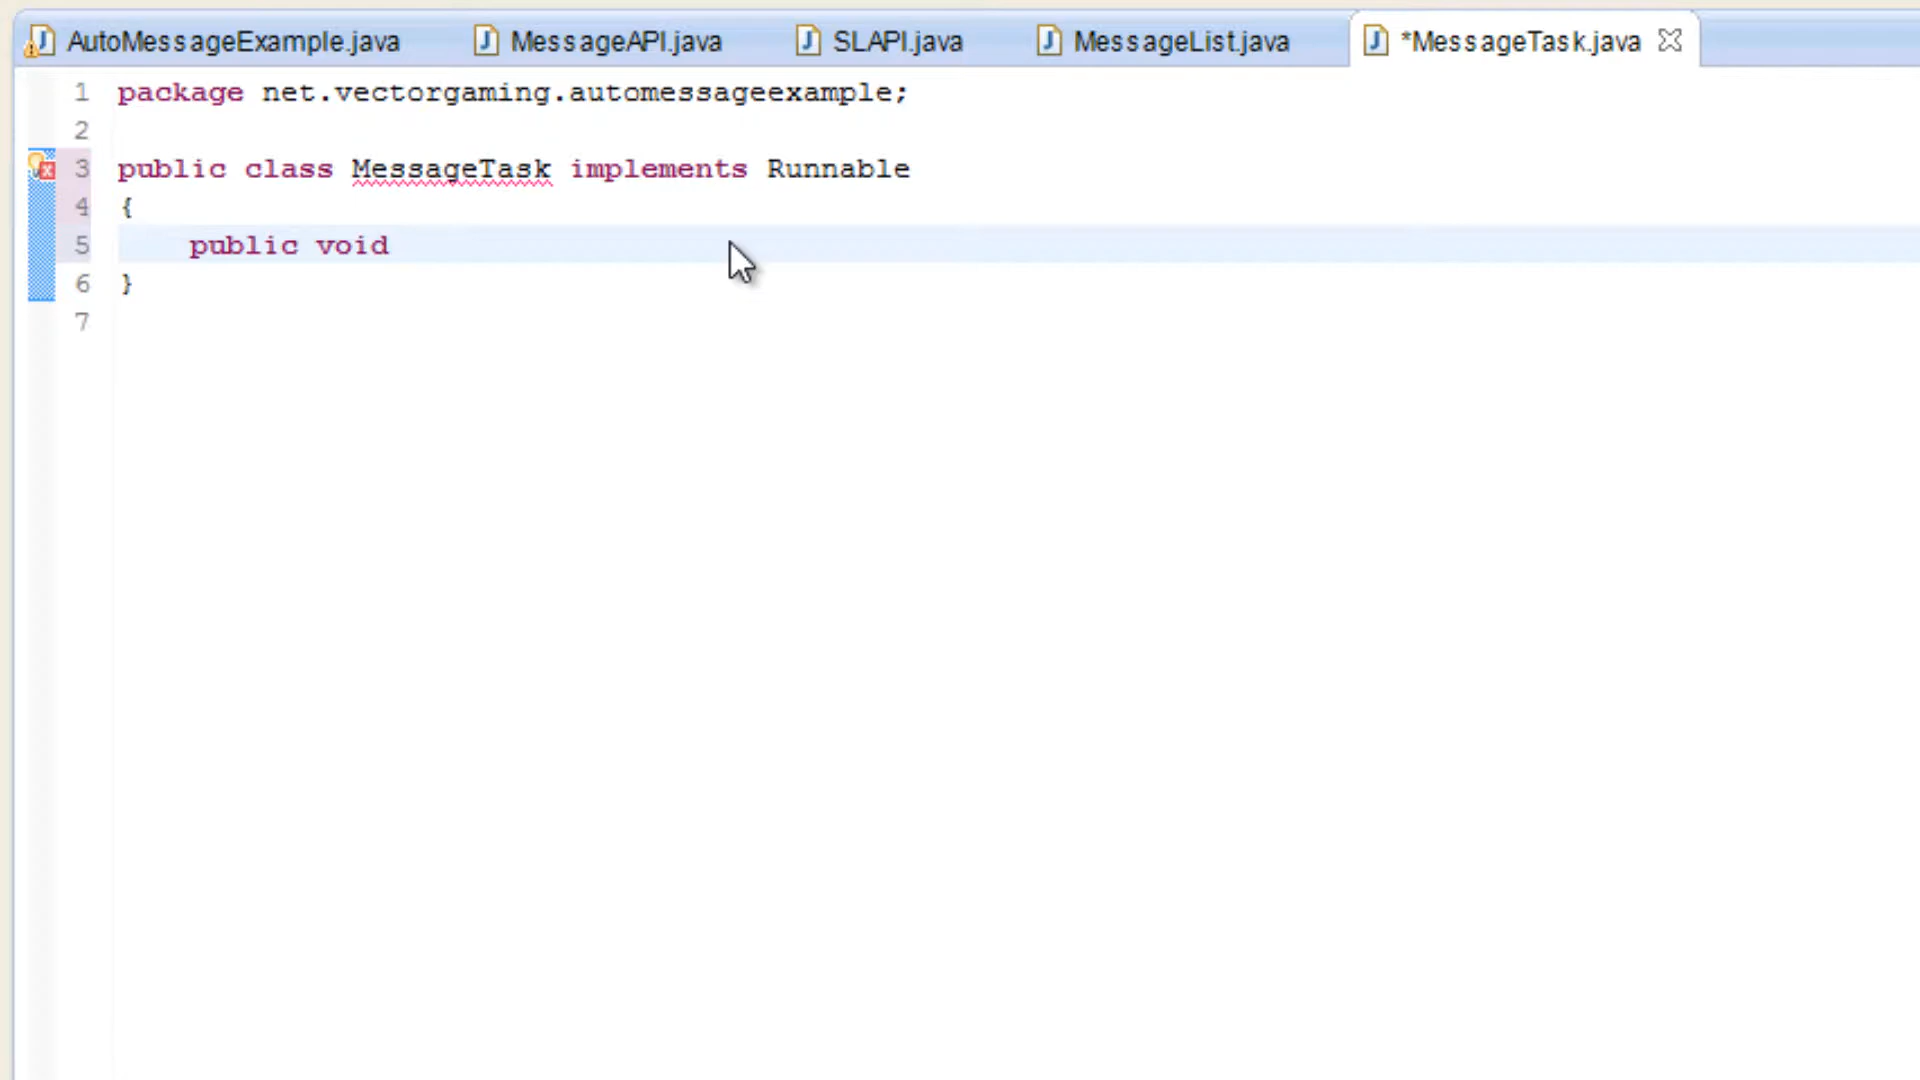 AutoMessageExample.java MessageAPI.java SLAPI.java MessageList.java *MessageTask.java
1 package net.vectorgaming.automessageexample;
2
3 public class MessageTask implements Runnable
4 {
5 public void
6 }
7